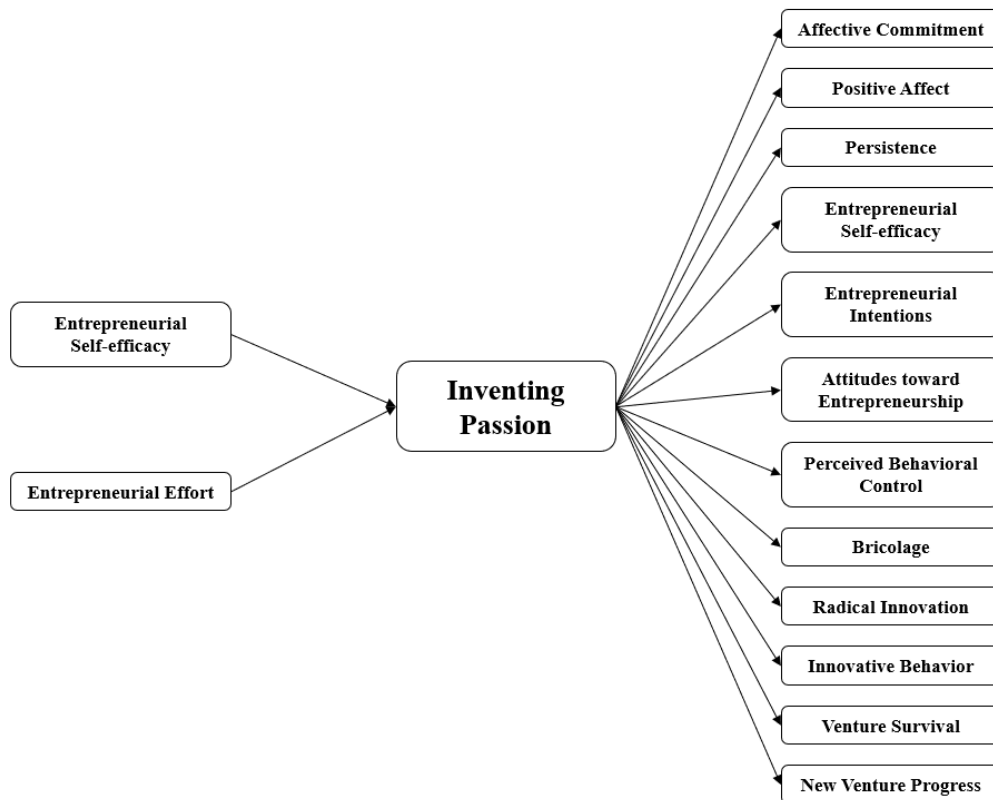 Entrepreneurial
Self-efficacy
Entrepreneurial Effort
Inventing
Passion
Affective Commitment
Positive Affect
Persistence
Entrepreneurial
Self-efficacy
Entrepreneurial
Intentions
Attitudes toward
Entrepreneurship
Perceived Behavioral
Control
Bricolage
Radical Innovation
Innovative Behavior
Venture Survival
New Venture Progress